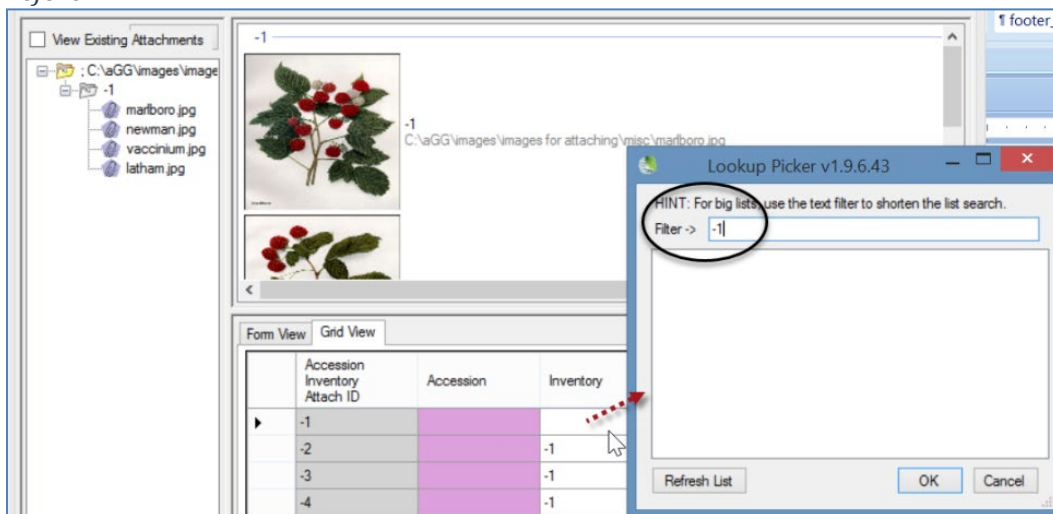 View Existing Attachments
; C:\aGG\images\image
-1
marlboro.jpg
newman.jpg
vaccinium.jpg
latham.jpg
-1
-1
C:\aGG\images\images for attaching\misc\marlboro.jpg
¶ footer_
Lookup Picker v1.9.6.43
HINT: For big lists, use the text filter to shorten the list search.
Filter -> -1
Refresh List OK Cancel
Form View Grid View
Accession
Inventory
Attach ID
Accession Inventory
-1
-2 -1
-3 -1
-4 -1